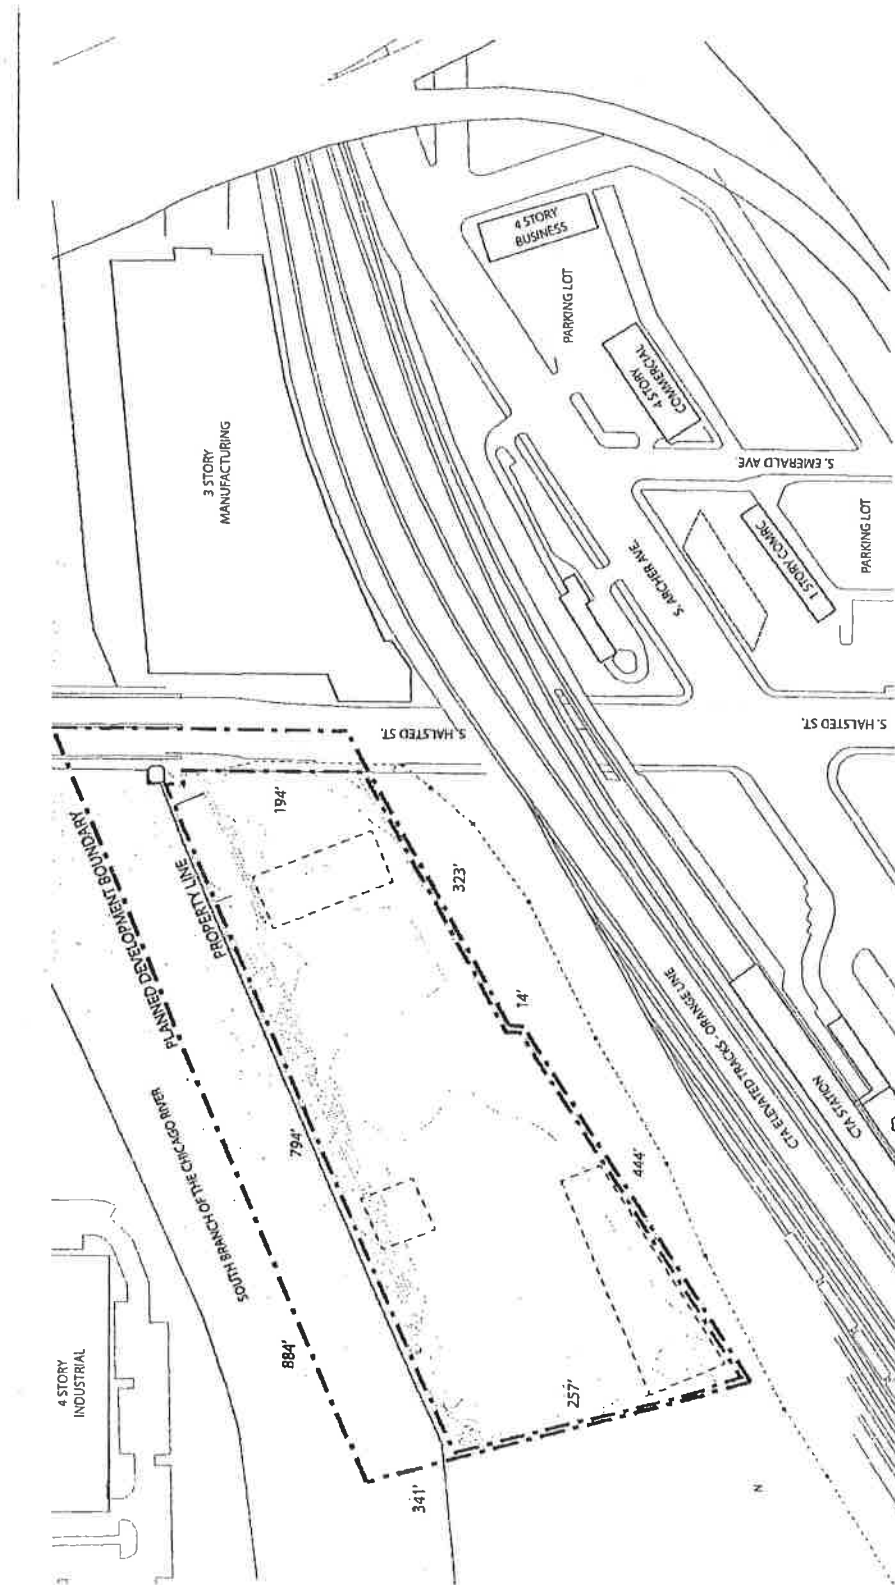 4 STORY
BUSINESS
PARKING LOT
4 STORY
COMMERCIAL
3 STORY
MANUFACTURING
S. EMERALD AVE.
S. ARCHER AVE.
1 STORY COMRC
PARKING LOT
S. HALSTED ST.
S. HALSTED ST.
PLANNED DEVELOPMENT BOUNDARY
PROPERTY LINE
194'
323'
14'
SOUTH BRANCH OF THE CHICAGO RIVER
794'
CTA ELEVATED TRACKS - ORANGE LINE
CTA STATION
444'
884'
4 STORY
INDUSTRIAL
257'
341'
N